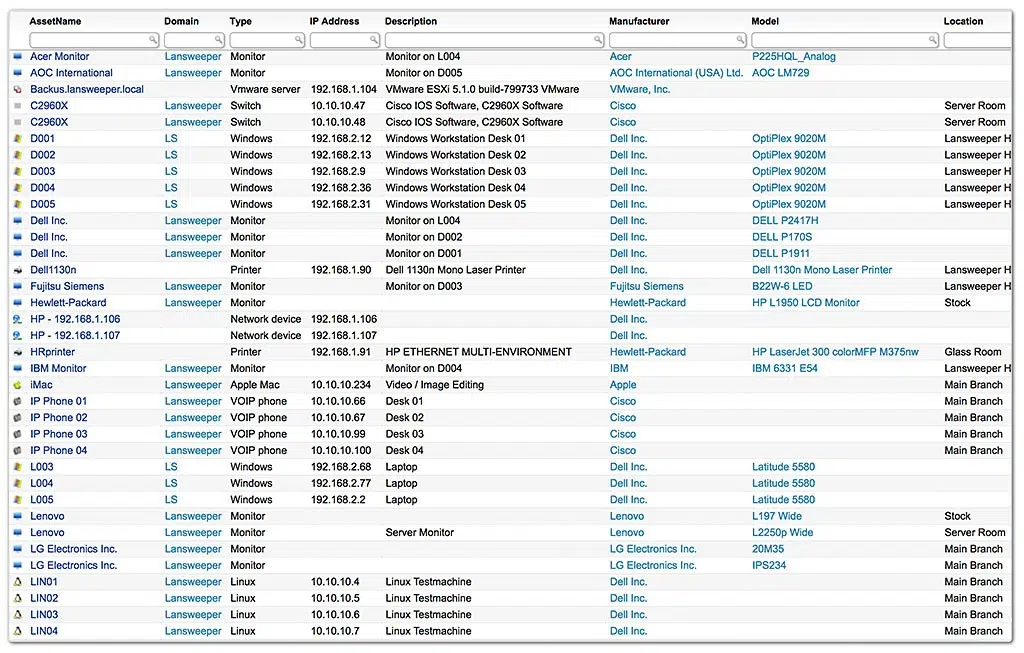 AssetName Domain Type IP Address Description Manufacturer Model Location
Acer Monitor Lansweeper Monitor Monitor on L004 Acer P225HQL_Analog
AOC International Lansweeper Monitor Monitor on D005 AOC International (USA) Ltd. AOC LM729
Backus.lansweeper.local Vmware server 192.168.1.104 VMware ESXi 5.1.0 build-799733 VMware VMware, Inc.
C2960X Lansweeper Switch 10.10.10.47 Cisco IOS Software, C2960X Software Cisco Server Room
C2960X Lansweeper Switch 10.10.10.48 Cisco IOS Software, C2960X Software Cisco Server Room
D001 LS Windows 192.168.2.12 Windows Workstation Desk 01 Dell Inc. OptiPlex 9020M Lansweeper H
D002 LS Windows 192.168.2.13 Windows Workstation Desk 02 Dell Inc. OptiPlex 9020M Lansweeper H
D003 LS Windows 192.168.2.9 Windows Workstation Desk 03 Dell Inc. OptiPlex 9020M Lansweeper H
D004 LS Windows 192.168.2.36 Windows Workstation Desk 04 Dell Inc. OptiPlex 9020M Lansweeper H
D005 LS Windows 192.168.2.31 Windows Workstation Desk 05 Dell Inc. OptiPlex 9020M Lansweeper H
Dell Inc. Lansweeper Monitor Monitor on L004 Dell Inc. DELL P2417H
Dell Inc. Lansweeper Monitor Monitor on D002 Dell Inc. DELL P170S
Dell Inc. Lansweeper Monitor Monitor on D001 Dell Inc. DELL P1911
Dell1130n Printer 192.168.1.90 Dell 1130n Mono Laser Printer Dell Inc. Dell 1130n Mono Laser Printer Lansweeper H
Fujitsu Siemens Lansweeper Monitor Monitor on D003 Fujitsu Siemens B22W-6 LED Lansweeper H
Hewlett-Packard Lansweeper Monitor Hewlett-Packard HP L1950 LCD Monitor Stock
HP - 192.168.1.106 Network device 192.168.1.106 Dell Inc.
HP - 192.168.1.107 Network device 192.168.1.107 Dell Inc.
HRprinter Printer 192.168.1.91 HP ETHERNET MULTI-ENVIRONMENT Hewlett-Packard HP LaserJet 300 colorMFP M375nw Glass Room
IBM Monitor Lansweeper Monitor Monitor on D004 IBM IBM 6331 E54 Lansweeper H
iMac Lansweeper Apple Mac 10.10.10.234 Video / Image Editing Apple Main Branch
IP Phone 01 Lansweeper VOIP phone 10.10.10.66 Desk 01 Cisco Main Branch
IP Phone 02 Lansweeper VOIP phone 10.10.10.67 Desk 02 Cisco Main Branch
IP Phone 03 Lansweeper VOIP phone 10.10.10.99 Desk 03 Cisco Main Branch
IP Phone 04 Lansweeper VOIP phone 10.10.10.100 Desk 04 Cisco Main Branch
L003 LS Windows 192.168.2.68 Laptop Dell Inc. Latitude 5580
L004 LS Windows 192.168.2.77 Laptop Dell Inc. Latitude 5580
L005 LS Windows 192.168.2.2 Laptop Dell Inc. Latitude 5580
Lenovo Lansweeper Monitor Lenovo L197 Wide Stock
Lenovo Lansweeper Monitor Server Monitor Lenovo L2250p Wide Server Room
LG Electronics Inc. Lansweeper Monitor LG Electronics Inc. 20M35 Main Branch
LG Electronics Inc. Lansweeper Monitor LG Electronics Inc. IPS234 Main Branch
LIN01 Lansweeper Linux 10.10.10.4 Linux Testmachine Dell Inc. Main Branch
LIN02 Lansweeper Linux 10.10.10.5 Linux Testmachine Dell Inc. Main Branch
LIN03 Lansweeper Linux 10.10.10.6 Linux Testmachine Dell Inc. Main Branch
LIN04 Lansweeper Linux 10.10.10.7 Linux Testmachine Dell Inc. Main Branch